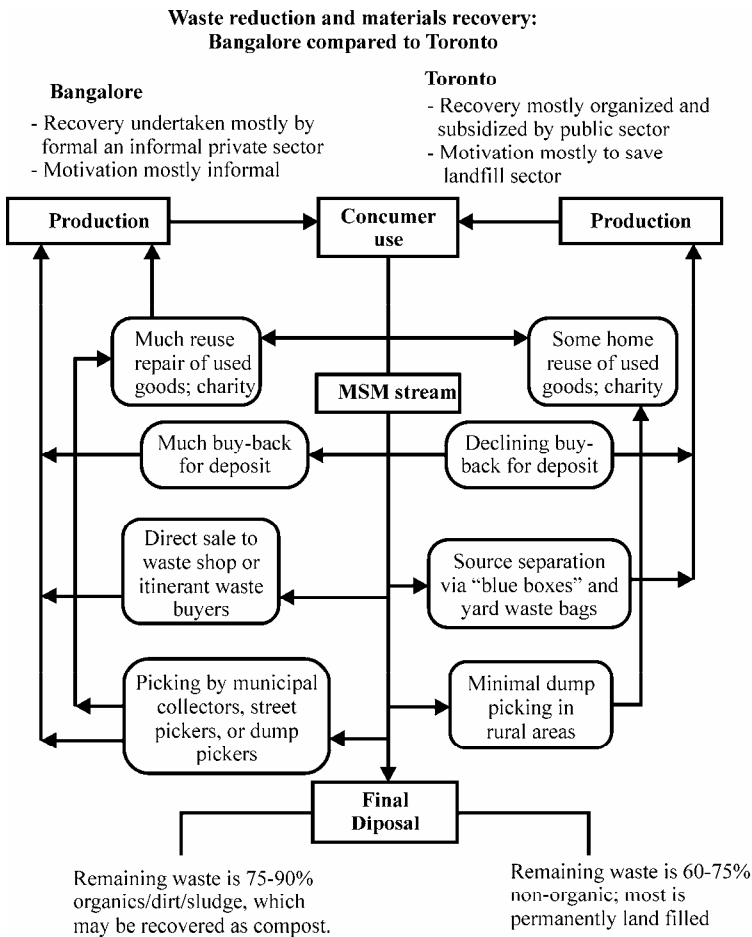 Waste reduction and materials recovery:
Bangalore compared to Toronto
Bangalore
- Recovery undertaken mostly by
formal an informal private sector
- Motivation mostly informal
Toronto
- Recovery mostly organized and
subsidized by public sector
- Motivation mostly to save
landfill sector
Production
Concumer
use
Production
Much reuse
repair of used
goods; charity
Some home
reuse of used
goods; charity
MSM stream
Much buy-back
for deposit
Declining buy-
back for deposit
Direct sale to
waste shop or
itinerant waste
buyers
Source separation
via “blue boxes” and
yard waste bags
Picking by municipal
collectors, street
pickers, or dump
pickers
Minimal dump
picking in
rural areas
Final
Diposal
Remaining waste is 75-90%
organics/dirt/sludge, which
may be recovered as compost.
Remaining waste is 60-75%
non-organic; most is
permanently land filled